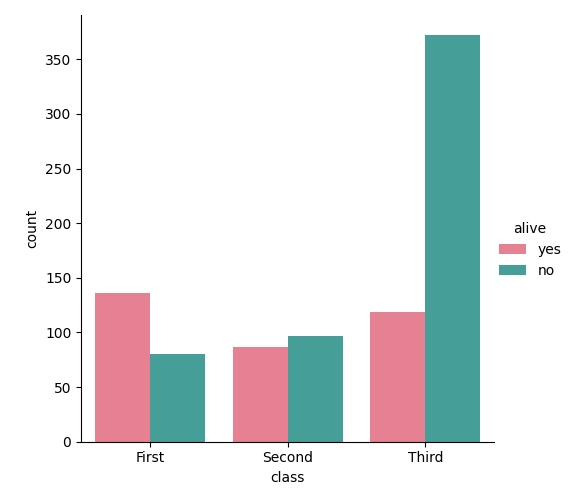 350
300
250
200
150
100
50
0
count
First Second Third
class
alive
yes
no